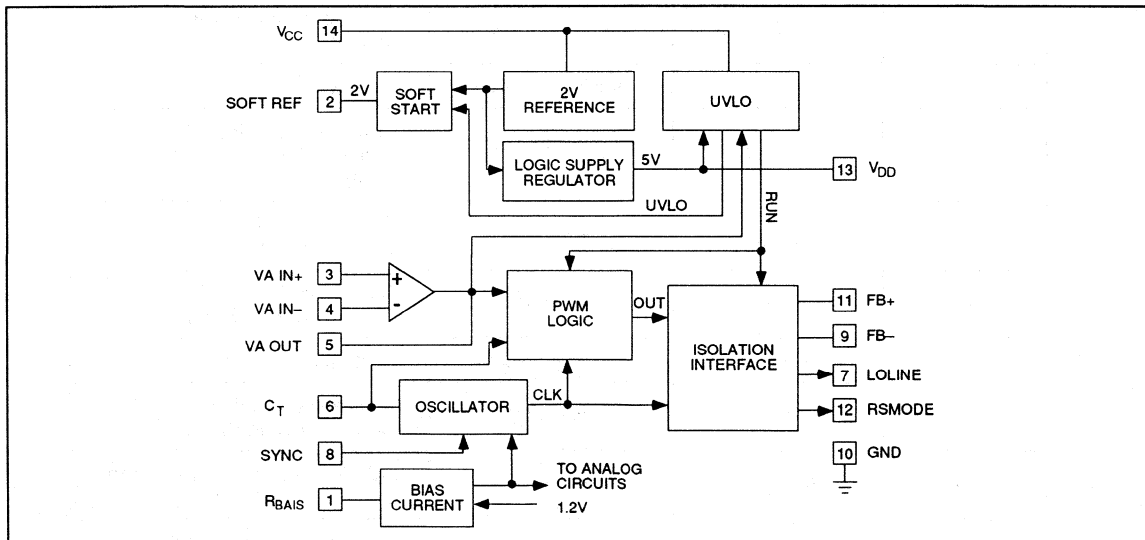 VCC 14
SOFT REF 2 2V
SOFT START
2V REFERENCE
UVLO
LOGIC SUPPLY REGULATOR
5V
13 VDD
UVLO
RUN
VA IN+ 3
+
VA IN– 4
-
VA OUT 5
PWM LOGIC
OUT
ISOLATION INTERFACE
11 FB+
9 FB–
7 LOLINE
12 RSMODE
10 GND
CT 6
OSCILLATOR
CLK
SYNC 8
RBAIS 1
BIAS CURRENT
TO ANALOG CIRCUITS
1.2V